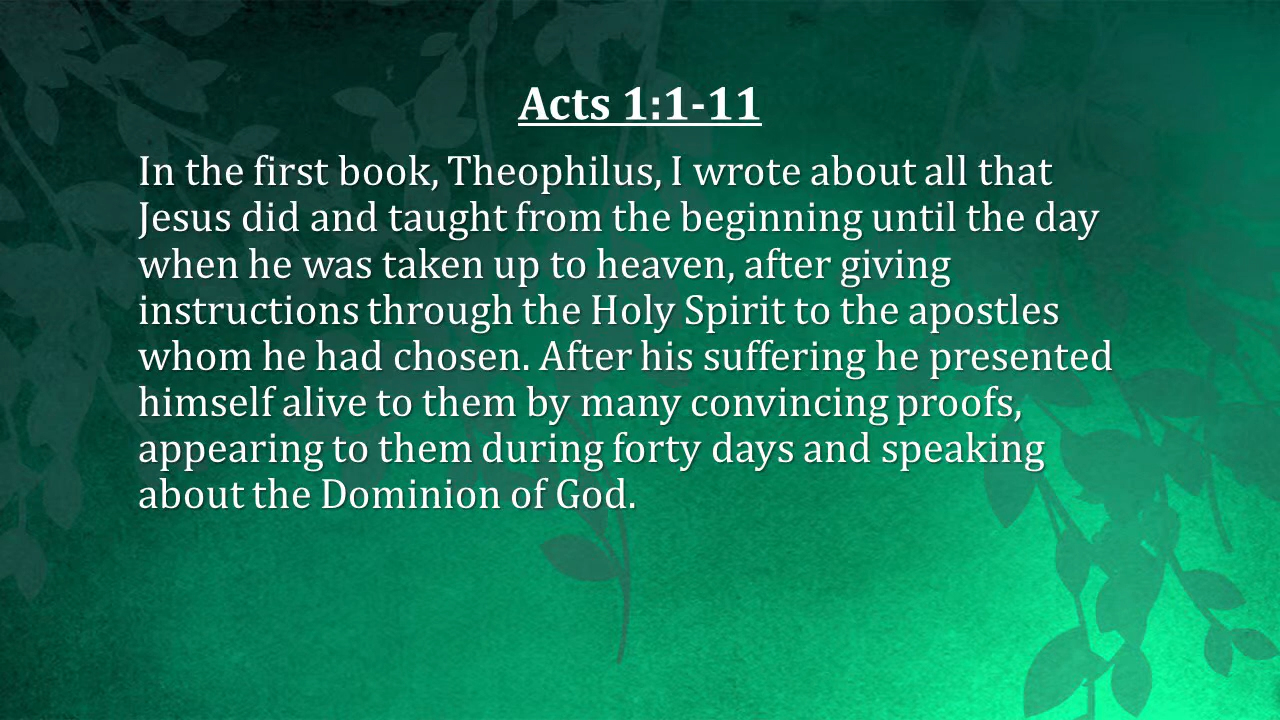 Acts 1:1-11
In the first book, Theophilus, I wrote about all that
Jesus did and taught from the beginning until the day
when he was taken up to heaven, after giving
instructions through the Holy Spirit to the apostles
whom he had chosen. After his suffering he presented
himself alive to them by many convincing proofs,
appearing to them during forty days and speaking
about the Dominion of God.